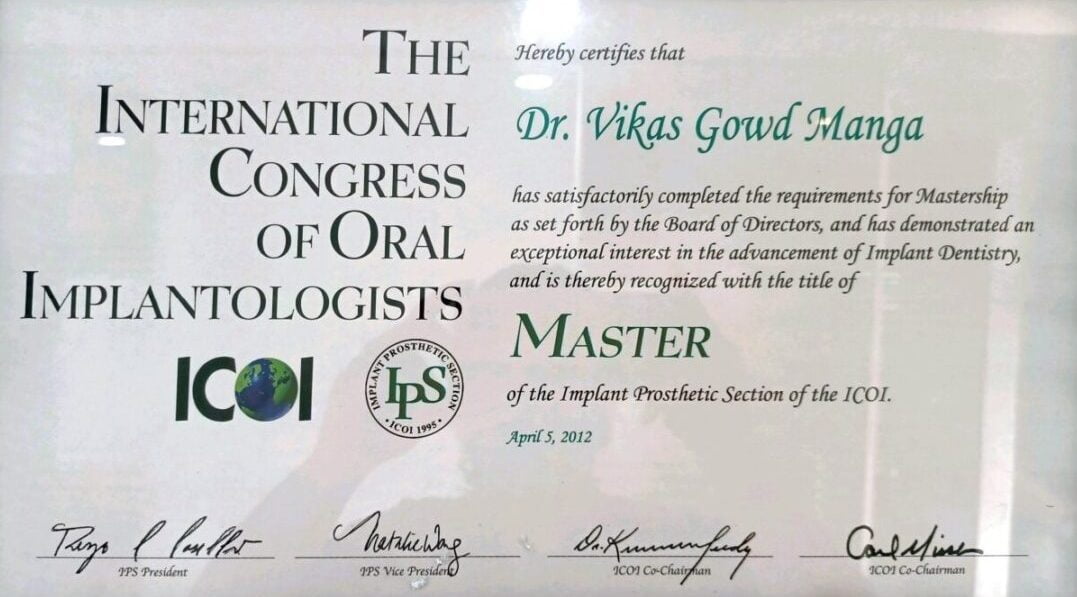 THE
INTERNATIONAL
CONGRESS
OF ORAL
IMPLANTOLOGISTS
ICOI
IMPLANT PROSTHETIC SECTION
IPS
• ICOI 1995 •
Hereby certifies that
Dr. Vikas Gowd Manga
has satisfactorily completed the requirements for Mastership
as set forth by the Board of Directors, and has demonstrated an
exceptional interest in the advancement of Implant Dentistry,
and is thereby recognized with the title of
MASTER
of the Implant Prosthetic Section of the ICOI.
April 5, 2012
Natalie Wong
IPS President
IPS Vice President
ICOI Co-Chairman
ICOI Co-Chairman